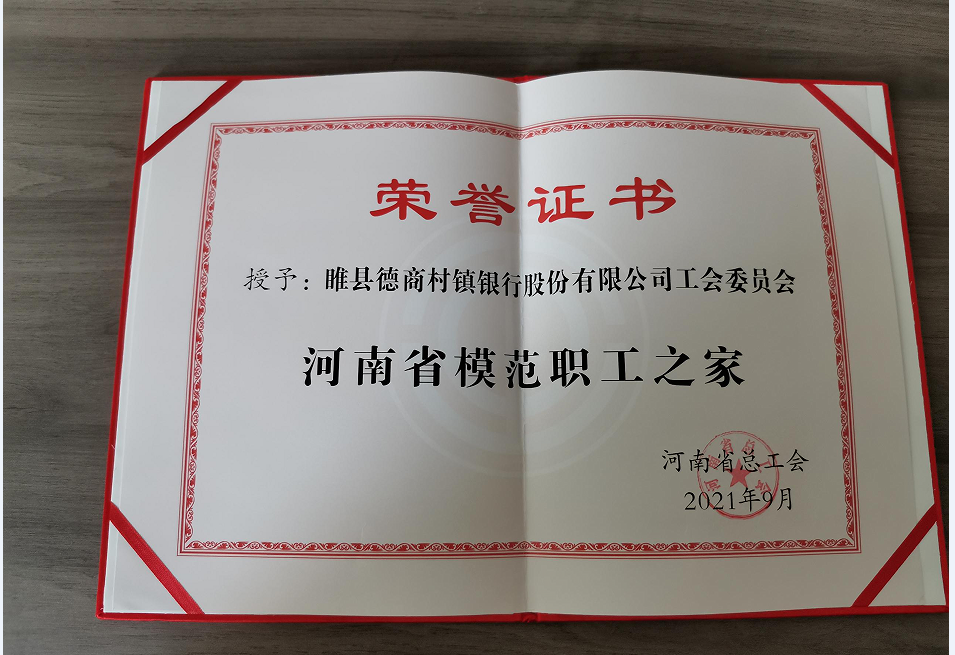 荣誉证书
授予：睢县德商村镇银行股份有限公司工会委员会
河南省模范职工之家
河南省总工会
2021年9月